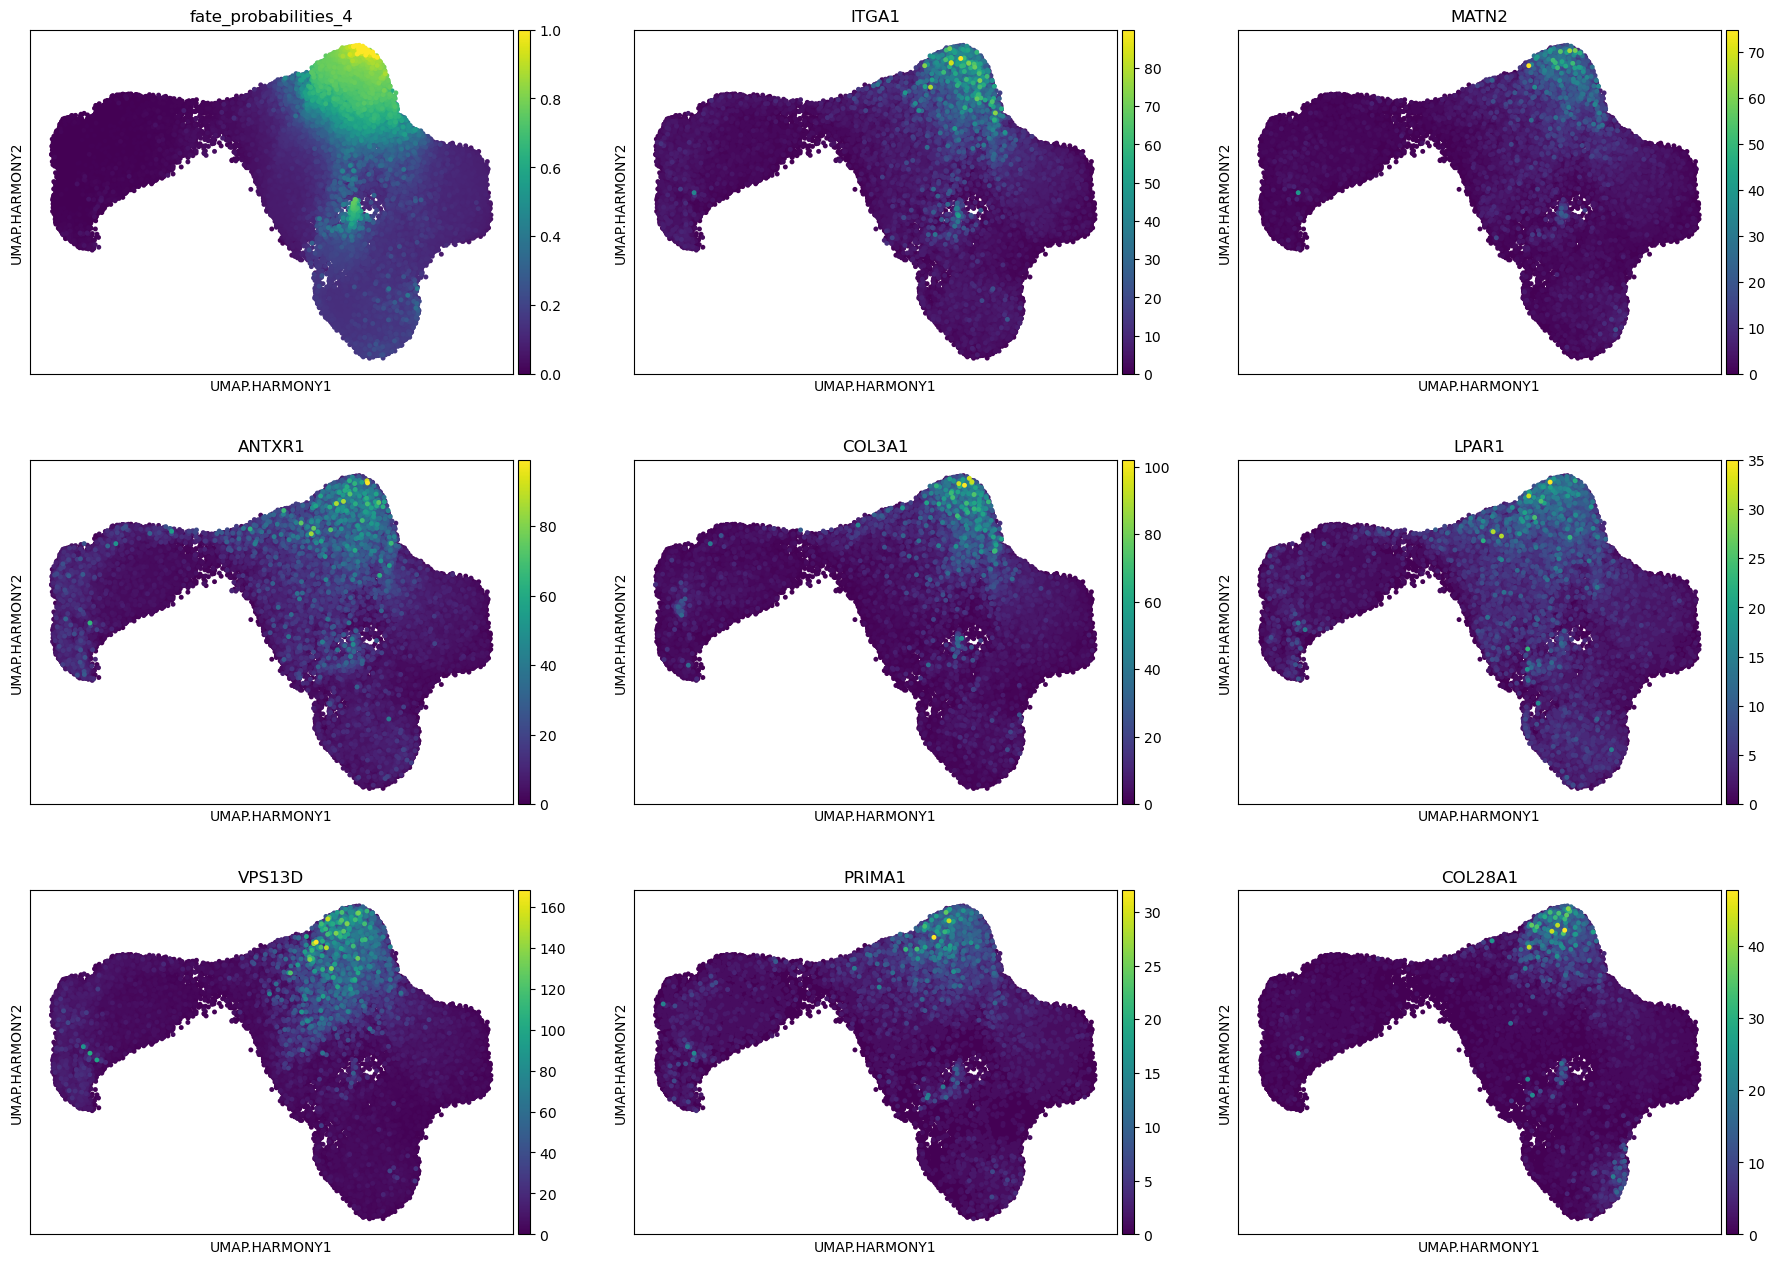 fate_probabilities_4
ITGA1
MATN2
1.0
0.8
0.6
0.4
0.2
0.0
80
70
60
50
40
30
20
10
0
70
60
50
40
30
20
10
0
UMAP.HARMONY2
UMAP.HARMONY2
UMAP.HARMONY2
UMAP.HARMONY1
UMAP.HARMONY1
UMAP.HARMONY1
ANTXR1
COL3A1
LPAR1
80
60
40
20
0
100
80
60
40
20
0
35
30
25
20
15
10
5
0
UMAP.HARMONY2
UMAP.HARMONY2
UMAP.HARMONY2
UMAP.HARMONY1
UMAP.HARMONY1
UMAP.HARMONY1
VPS13D
PRIMA1
COL28A1
160
140
120
100
80
60
40
20
0
30
25
20
15
10
5
0
40
30
20
10
0
UMAP.HARMONY2
UMAP.HARMONY2
UMAP.HARMONY2
UMAP.HARMONY1
UMAP.HARMONY1
UMAP.HARMONY1